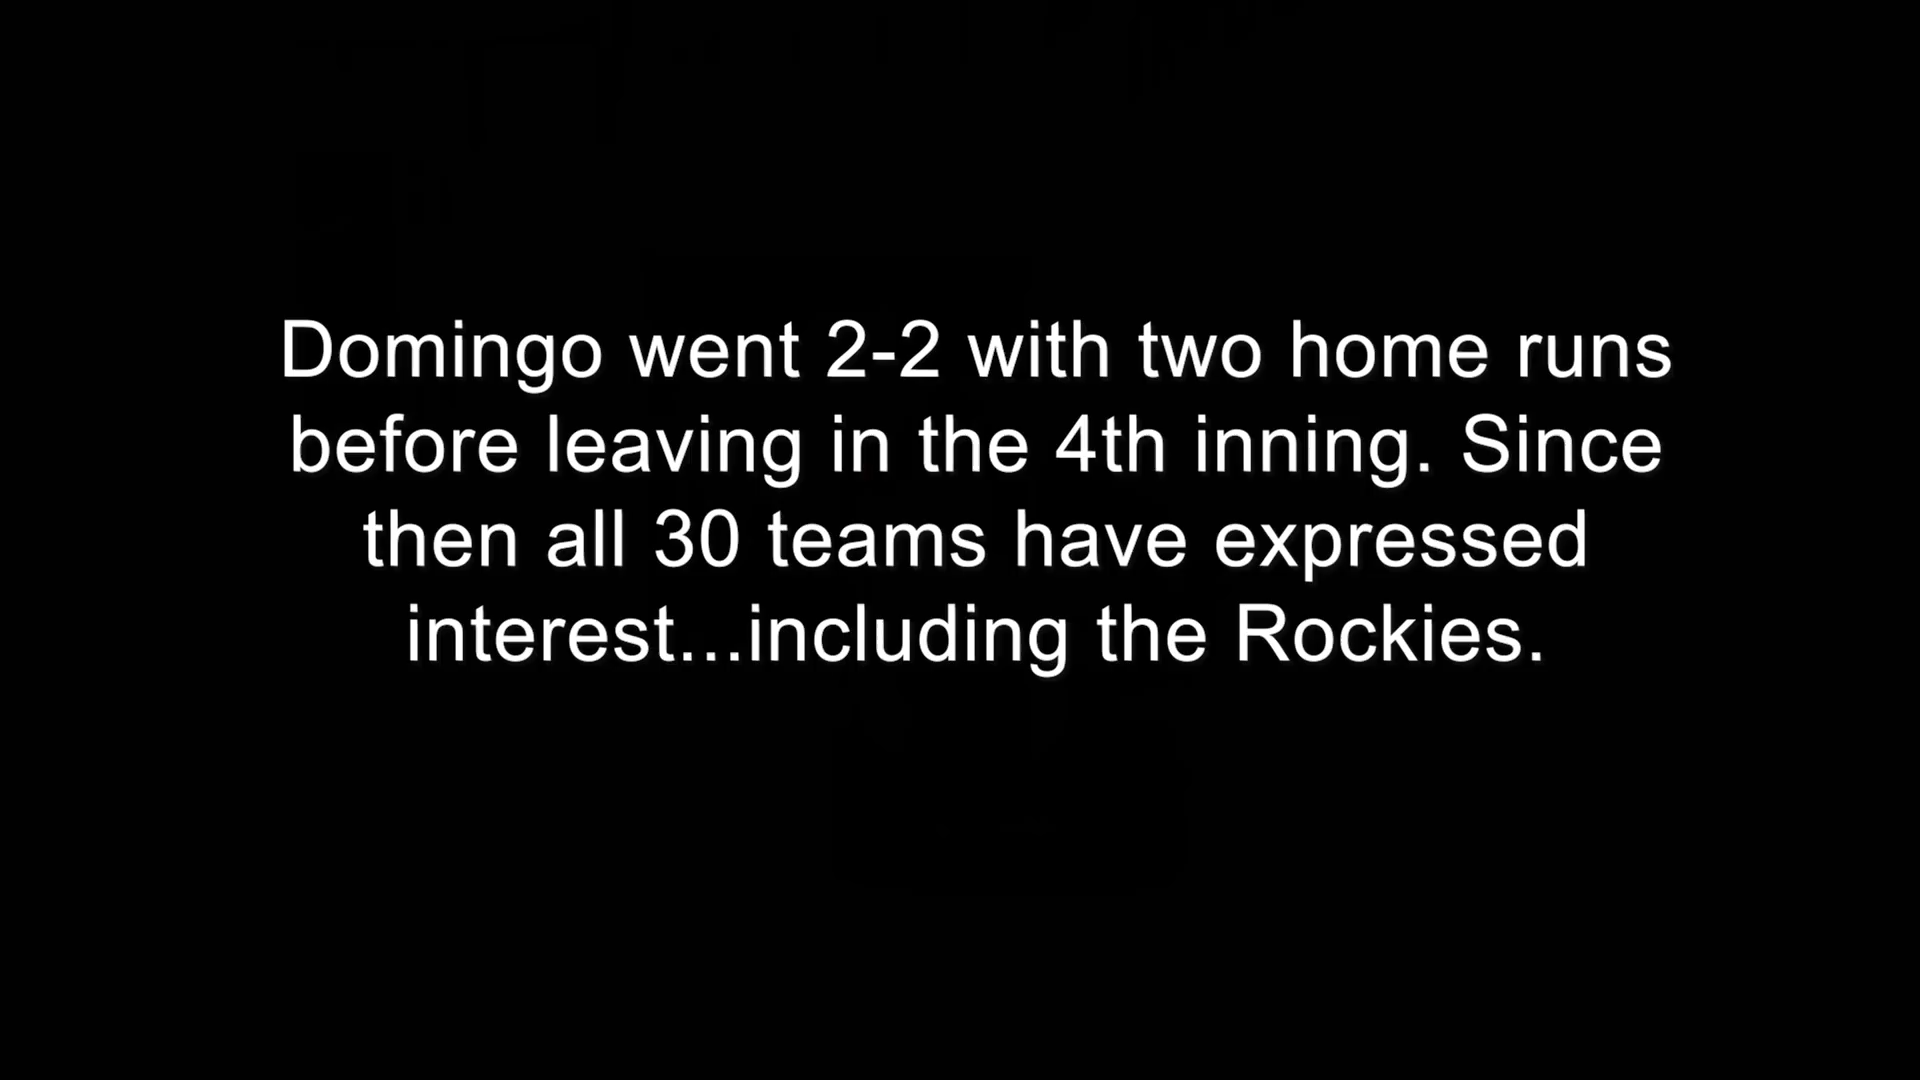 Domingo went 2-2 with two home runs
before leaving in the 4th inning. Since
then all 30 teams have expressed
interest...including the Rockies.